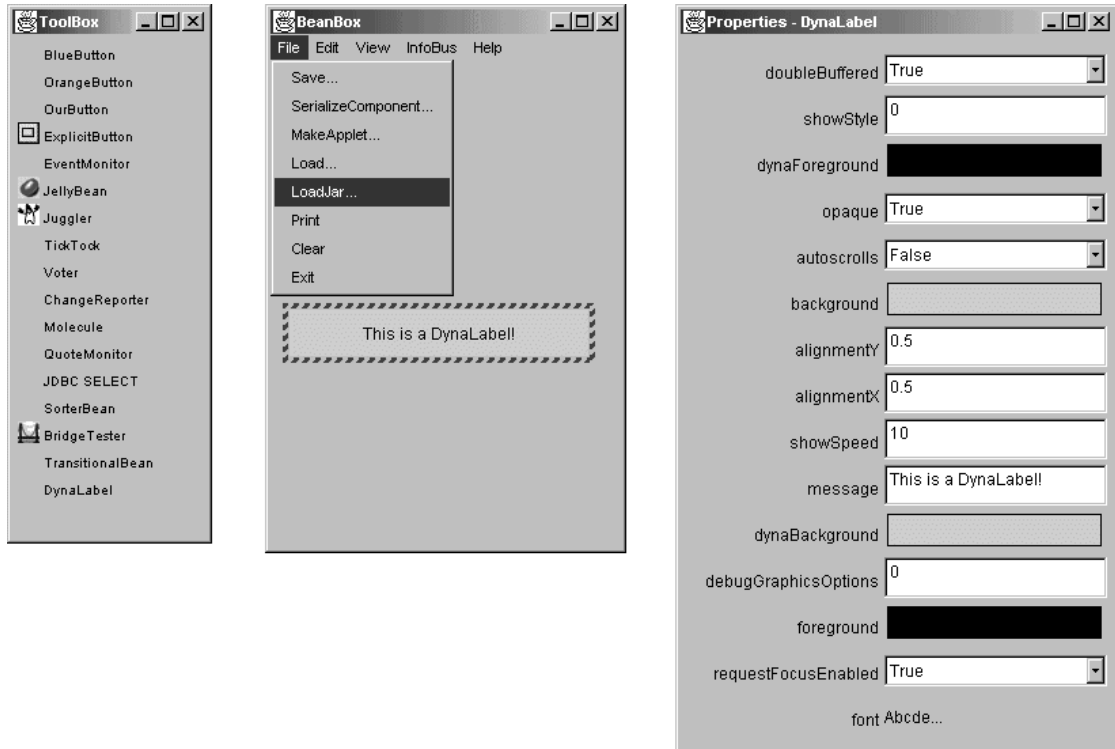 ToolBox
BlueButton
OrangeButton
OurButton
ExplicitButton
EventMonitor
JellyBean
Juggler
TickTock
Voter
ChangeReporter
Molecule
QuoteMonitor
JDBC SELECT
SorterBean
BridgeTester
TransitionalBean
DynaLabel
BeanBox
File Edit View InfoBus Help
Save...
SerializeComponent...
MakeApplet...
Load...
LoadJar...
Print
Clear
Exit
This is a DynaLabel!
Properties - DynaLabel
doubleBuffered True
showStyle 0
dynaForeground
opaque True
autoscrolls False
background
alignmentY 0.5
alignmentX 0.5
showSpeed 10
message This is a DynaLabel!
dynaBackground
debugGraphicsOptions 0
foreground
requestFocusEnabled True
font Abcde...